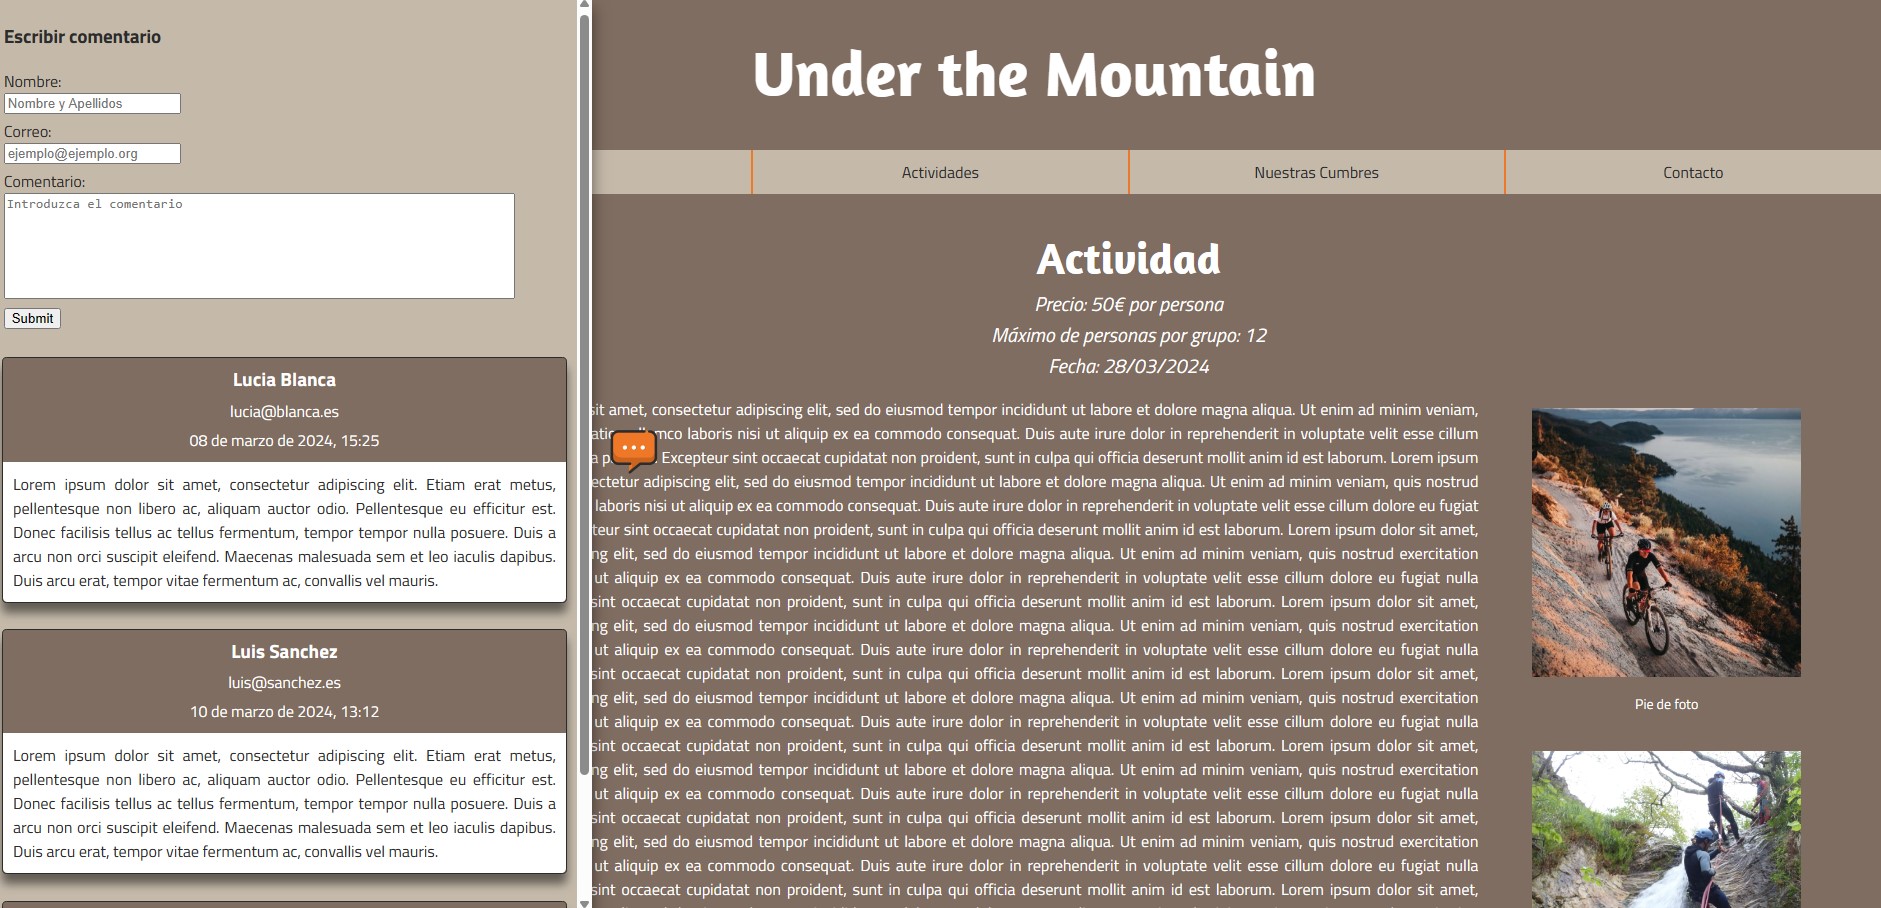 Escribir comentario
Nombre:
Nombre y Apellidos
Correo:
ejemplo@ejemplo.org
Comentario:
Introduzca el comentario
Submit
Lucia Blanca
lucia@blanca.es
08 de marzo de 2024, 15:25
Lorem ipsum dolor sit amet, consectetur adipiscing elit. Etiam erat metus,
pellentesque non libero ac, aliquam auctor odio. Pellentesque eu efficitur est.
Donec facilisis tellus ac tellus fermentum, tempor tempor nulla posuere. Duis a
arcu non orci suscipit eleifend. Maecenas malesuada sem et leo iaculis dapibus.
Duis arcu erat, tempor vitae fermentum ac, convallis vel mauris.
Luis Sanchez
luis@sanchez.es
10 de marzo de 2024, 13:12
Lorem ipsum dolor sit amet, consectetur adipiscing elit. Etiam erat metus,
pellentesque non libero ac, aliquam auctor odio. Pellentesque eu efficitur est.
Donec facilisis tellus ac tellus fermentum, tempor tempor nulla posuere. Duis a
arcu non orci suscipit eleifend. Maecenas malesuada sem et leo iaculis dapibus.
Duis arcu erat, tempor vitae fermentum ac, convallis vel mauris.
Under the Mountain
Actividades
Nuestras Cumbres
Contacto
Actividad
Precio: 50€ por persona
Máximo de personas por grupo: 12
Fecha: 28/03/2024
sit amet, consectetur adipiscing elit, sed do eiusmod tempor incididunt ut labore et dolore magna aliqua. Ut enim ad minim veniam,
laboris nisi ut aliquip ex ea commodo consequat. Duis aute irure dolor in reprehenderit in voluptate velit esse cillum
Excepteur sint occaecat cupidatat non proident, sunt in culpa qui officia deserunt mollit anim id est laborum. Lorem ipsum
ectetur adipiscing elit, sed do eiusmod tempor incididunt ut labore et dolore magna aliqua. Ut enim ad minim veniam, quis nostrud
laboris nisi ut aliquip ex ea commodo consequat. Duis aute irure dolor in reprehenderit in voluptate velit esse cillum dolore eu fugiat
teur sint occaecat cupidatat non proident, sunt in culpa qui officia deserunt mollit anim id est laborum. Lorem ipsum dolor sit amet,
ng elit, sed do eiusmod tempor incididunt ut labore et dolore magna aliqua. Ut enim ad minim veniam, quis nostrud exercitation
ut aliquip ex ea commodo consequat. Duis aute irure dolor in reprehenderit in voluptate velit esse cillum dolore eu fugiat nulla
sint occaecat cupidatat non proident, sunt in culpa qui officia deserunt mollit anim id est laborum. Lorem ipsum dolor sit amet,
ng elit, sed do eiusmod tempor incididunt ut labore et dolore magna aliqua. Ut enim ad minim veniam, quis nostrud exercitation
ut aliquip ex ea commodo consequat. Duis aute irure dolor in reprehenderit in voluptate velit esse cillum dolore eu fugiat nulla
sint occaecat cupidatat non proident, sunt in culpa qui officia deserunt mollit anim id est laborum. Lorem ipsum dolor sit amet,
ng elit, sed do eiusmod tempor incididunt ut labore et dolore magna aliqua. Ut enim ad minim veniam, quis nostrud exercitation
ut aliquip ex ea commodo consequat. Duis aute irure dolor in reprehenderit in voluptate velit esse cillum dolore eu fugiat nulla
sint occaecat cupidatat non proident, sunt in culpa qui officia deserunt mollit anim id est laborum. Lorem ipsum dolor sit amet,
ng elit, sed do eiusmod tempor incididunt ut labore et dolore magna aliqua. Ut enim ad minim veniam, quis nostrud exercitation
ut aliquip ex ea commodo consequat. Duis aute irure dolor in reprehenderit in voluptate velit esse cillum dolore eu fugiat nulla
sint occaecat cupidatat non proident, sunt in culpa qui officia deserunt mollit anim id est laborum. Lorem ipsum dolor sit amet,
ng elit, sed do eiusmod tempor incididunt ut labore et dolore magna aliqua. Ut enim ad minim veniam, quis nostrud exercitation
ut aliquip ex ea commodo consequat. Duis aute irure dolor in reprehenderit in voluptate velit esse cillum dolore eu fugiat nulla
sint occaecat cupidatat non proident, sunt in culpa qui officia deserunt mollit anim id est laborum. Lorem ipsum dolor sit amet,
Pie de foto